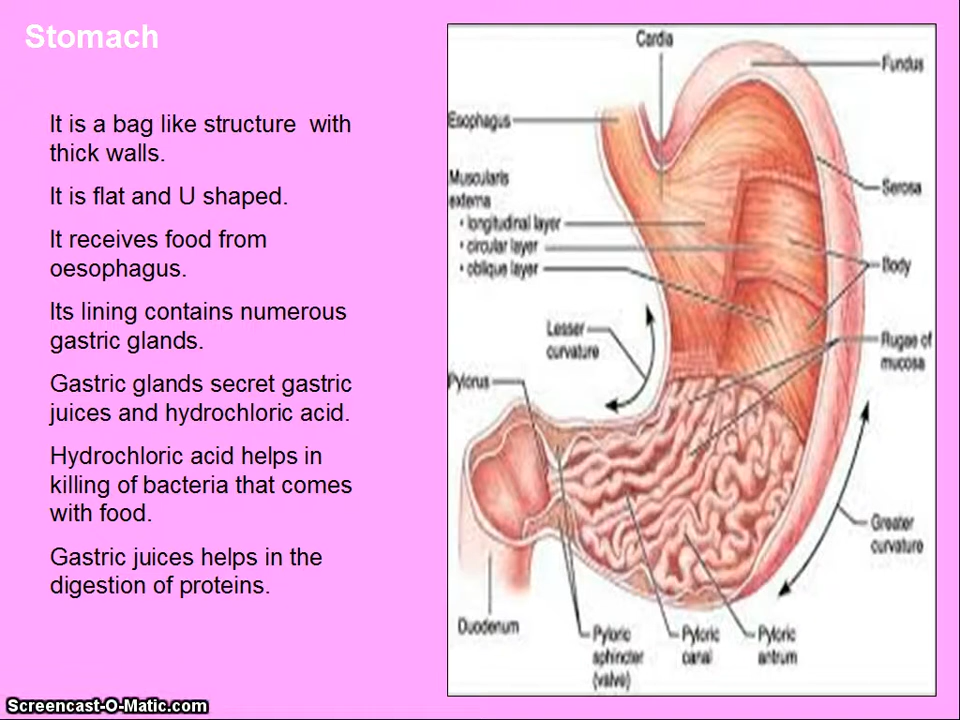 Stomach
It is a bag like structure with
thick walls.
It is flat and U shaped.
It receives food from
oesophagus.
Its lining contains numerous
gastric glands.
Gastric glands secret gastric
juices and hydrochloric acid.
Hydrochloric acid helps in
killing of bacteria that comes
with food.
Gastric juices helps in the
digestion of proteins.
Cardia
Fundus
Esophagus
Serosa
Muscularis
externa
• longitudinal layer
• circular layer
• oblique layer
Body
Lesser
curvature
Rugae of
mucosa
Pylorus
Greater
curvature
Duodenum
Pyloric
sphincter
(valve)
Pyloric
canal
Pyloric
antrum
Screencast-O-Matic.com